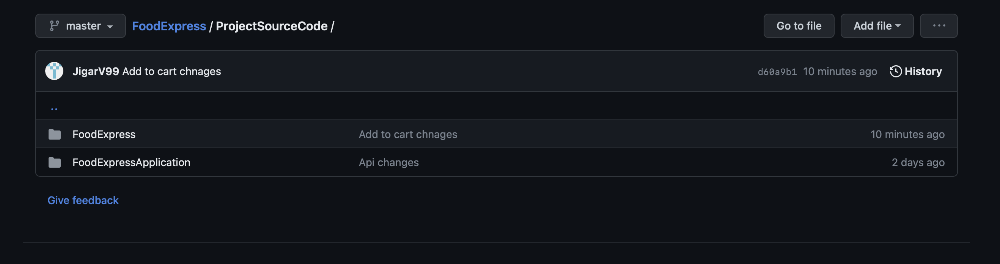 master FoodExpress / ProjectSourceCode / Go to file Add file ...
JigarV99 Add to cart chnages d60a9b1 10 minutes ago History
..
FoodExpress Add to cart chnages 10 minutes ago
FoodExpressApplication Api changes 2 days ago
Give feedback